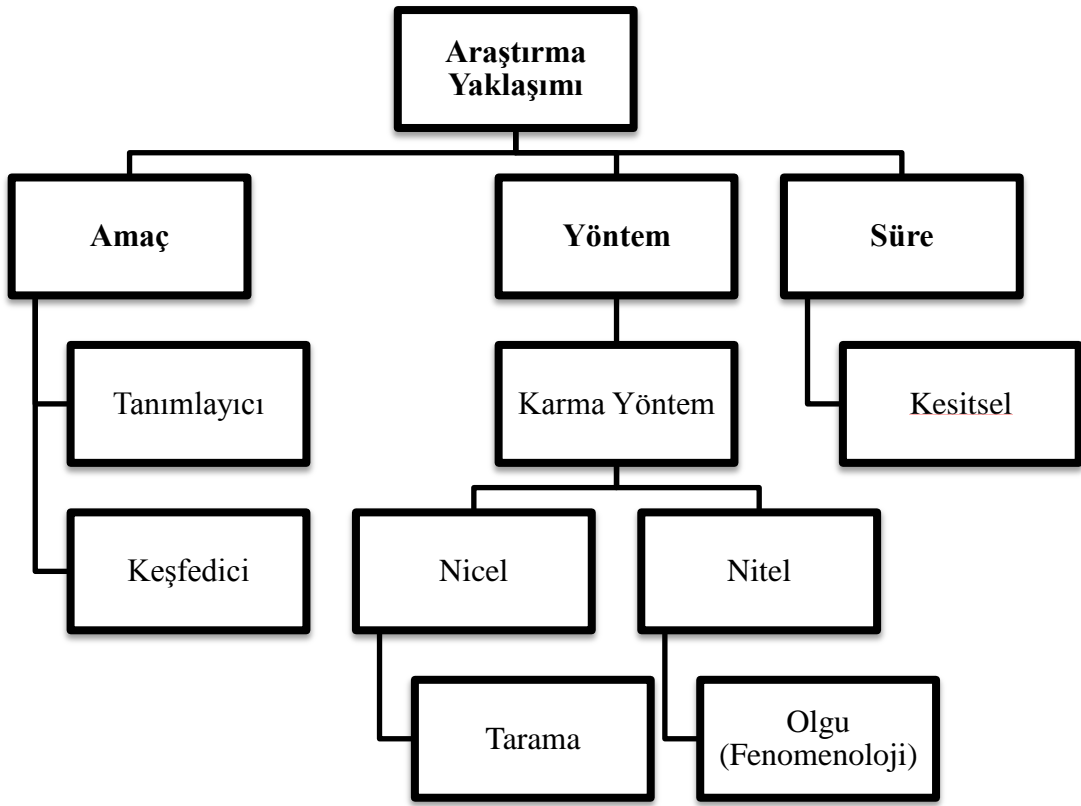 Araştırma
Yaklaşımı
Amaç
Yöntem
Süre
Tanımlayıcı
Karma Yöntem
Kesitsel
Keşfedici
Nicel
Nitel
Tarama
Olgu
(Fenomenoloji)